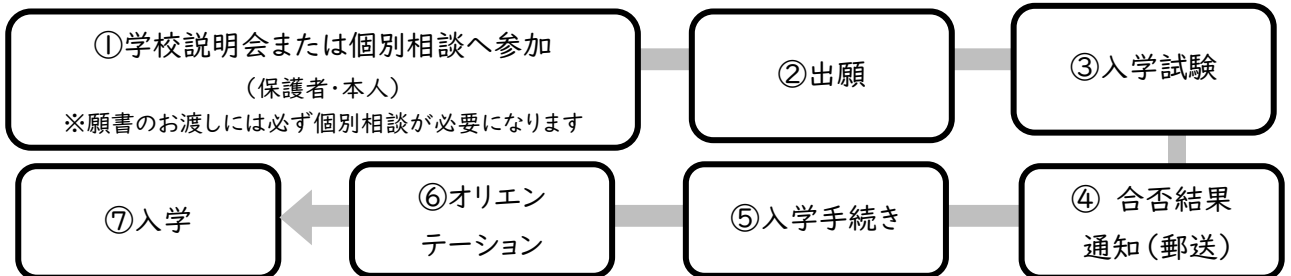 ①学校説明会または個別相談へ参加
（保護者・本人）
※願書のお渡しには必ず個別相談が必要になります
②出願
③入学試験
④ 合否結果
通知（郵送）
⑤入学手続き
⑥オリエン
テーション
⑦入学